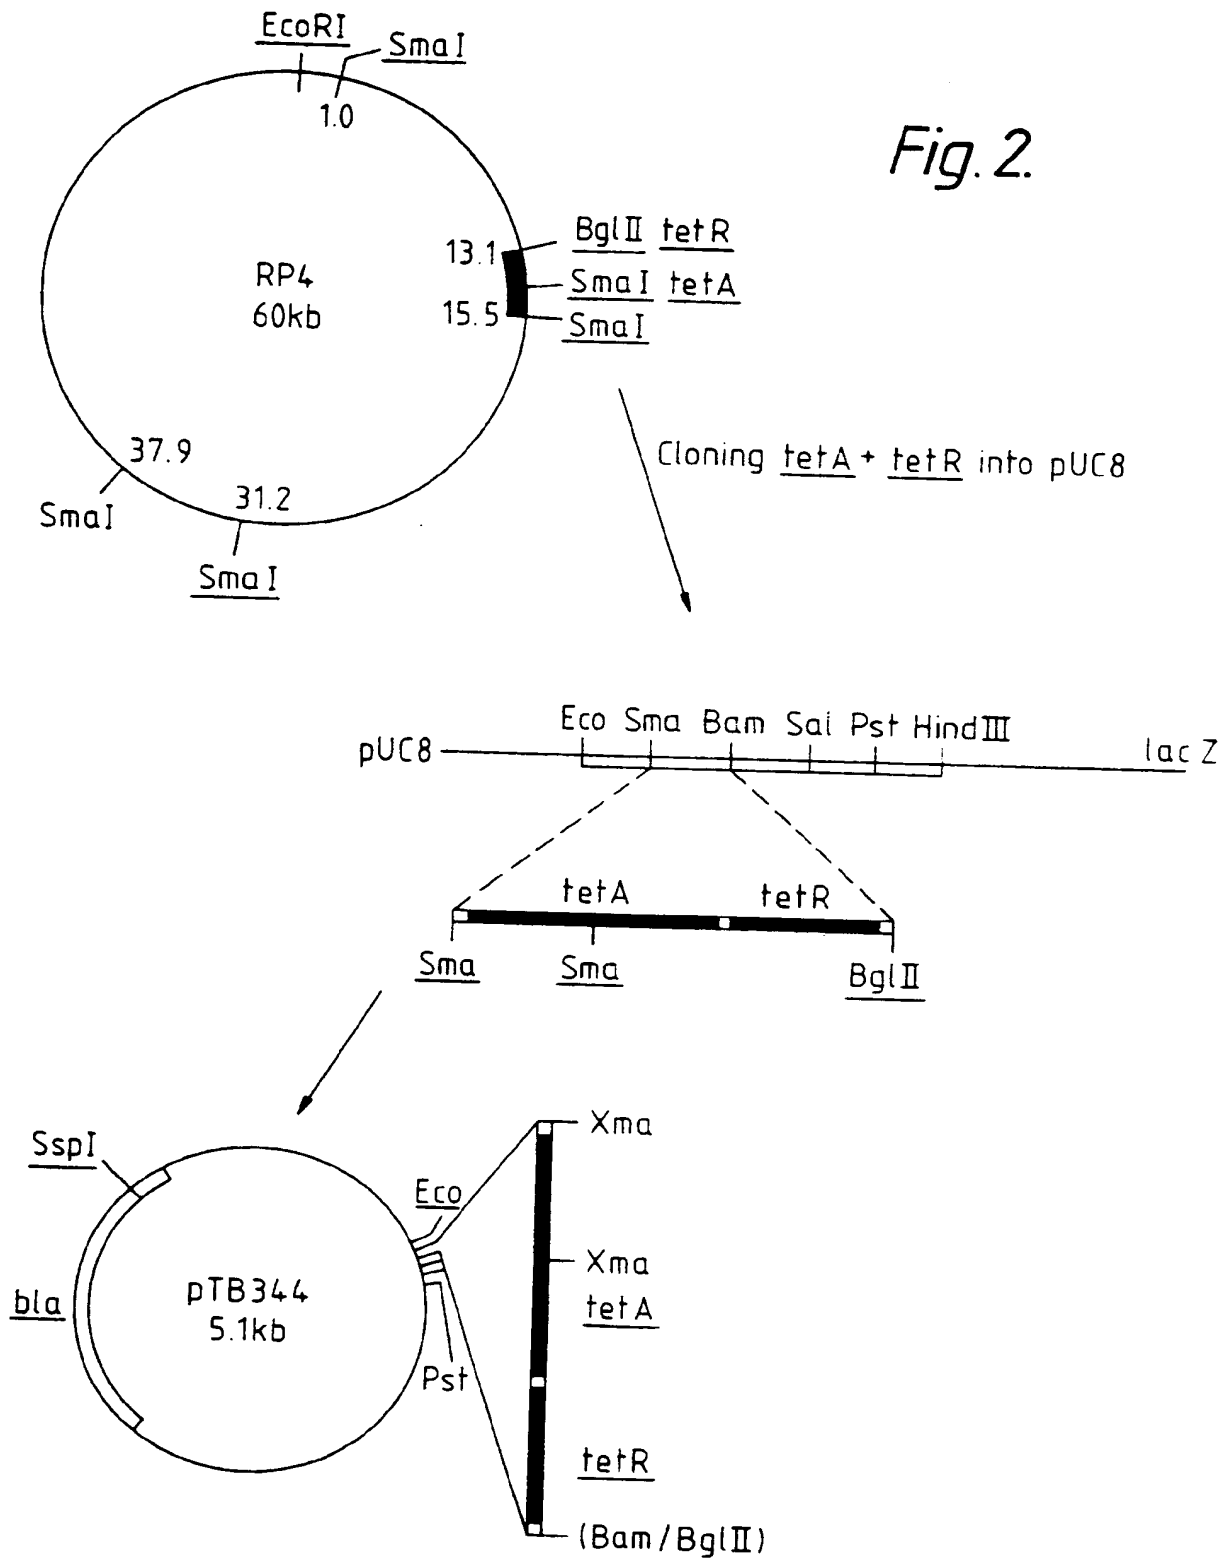 EcoRI
SmaI
1.0
Fig. 2.
BglII tetR
13.1
SmaI tetA
RP4
60kb
15.5
SmaI
37.9
Cloning tetA + tetR into pUC8
31.2
SmaI
SmaI
Eco Sma Bam Sal Pst HindIII
pUC8
lac Z
tetA
tetR
Sma
Sma
BglII
Xma
SspI
Eco
Xma
pTB344
5.1kb
bla
tetA
Pst
tetR
(Bam/BglII)